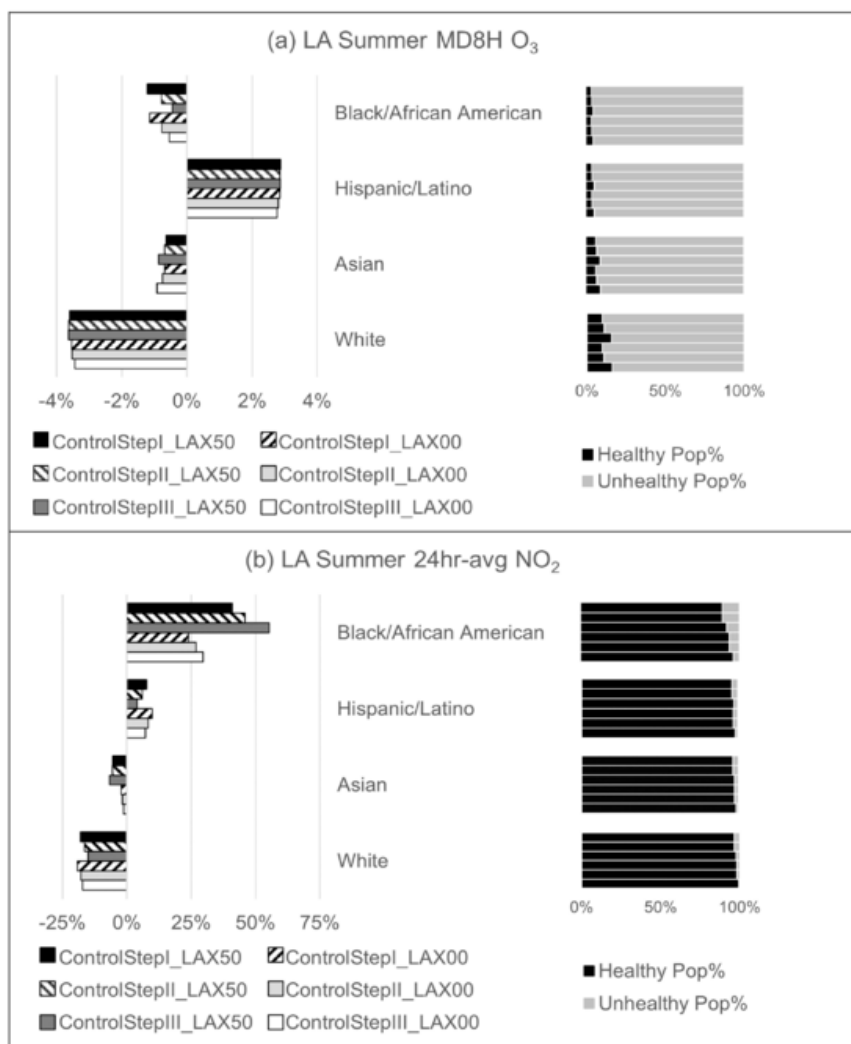 (a) LA Summer MD8H O₃
Black/African American
Hispanic/Latino
Asian
White
-4% -2% 0% 2% 4%
0% 50% 100%
ControlStepI_LAX50 ControlStepI_LAX00
ControlStepII_LAX50 ControlStepII_LAX00
ControlStepIII_LAX50 ControlStepIII_LAX00
Healthy Pop%
Unhealthy Pop%
(b) LA Summer 24hr-avg NO₂
Black/African American
Hispanic/Latino
Asian
White
-25% 0% 25% 50% 75%
0% 50% 100%
ControlStepI_LAX50 ControlStepI_LAX00
ControlStepII_LAX50 ControlStepII_LAX00
ControlStepIII_LAX50 ControlStepIII_LAX00
Healthy Pop%
Unhealthy Pop%